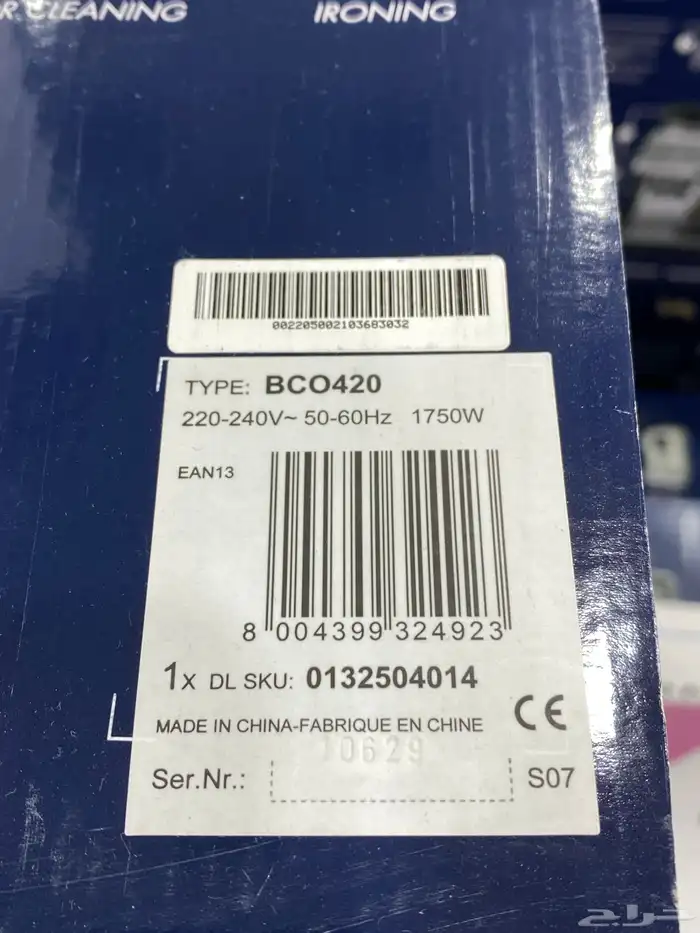 R CLEANING
IRONING
002205002103683032
TYPE: BCO420
220-240V~ 50-60Hz 1750W
EAN13
8 004399 324923
1x DL SKU: 0132504014
MADE IN CHINA-FABRIQUE EN CHINE
CE
10629
Ser.Nr.:
S07
حراج